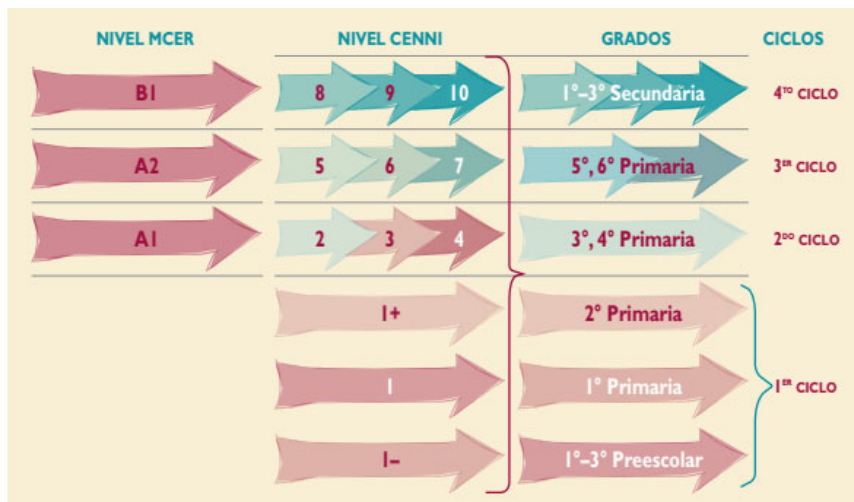 NIVEL MCER NIVEL CENNI GRADOS CICLOS
B1 8 9 10 1°–3° Secundária 4TO CICLO
A2 5 6 7 5°, 6° Primaria 3ER CICLO
A1 2 3 4 3°, 4° Primaria 2DO CICLO
1+ 2° Primaria
1 1° Primaria 1ER CICLO
1– 1°–3° Preescolar